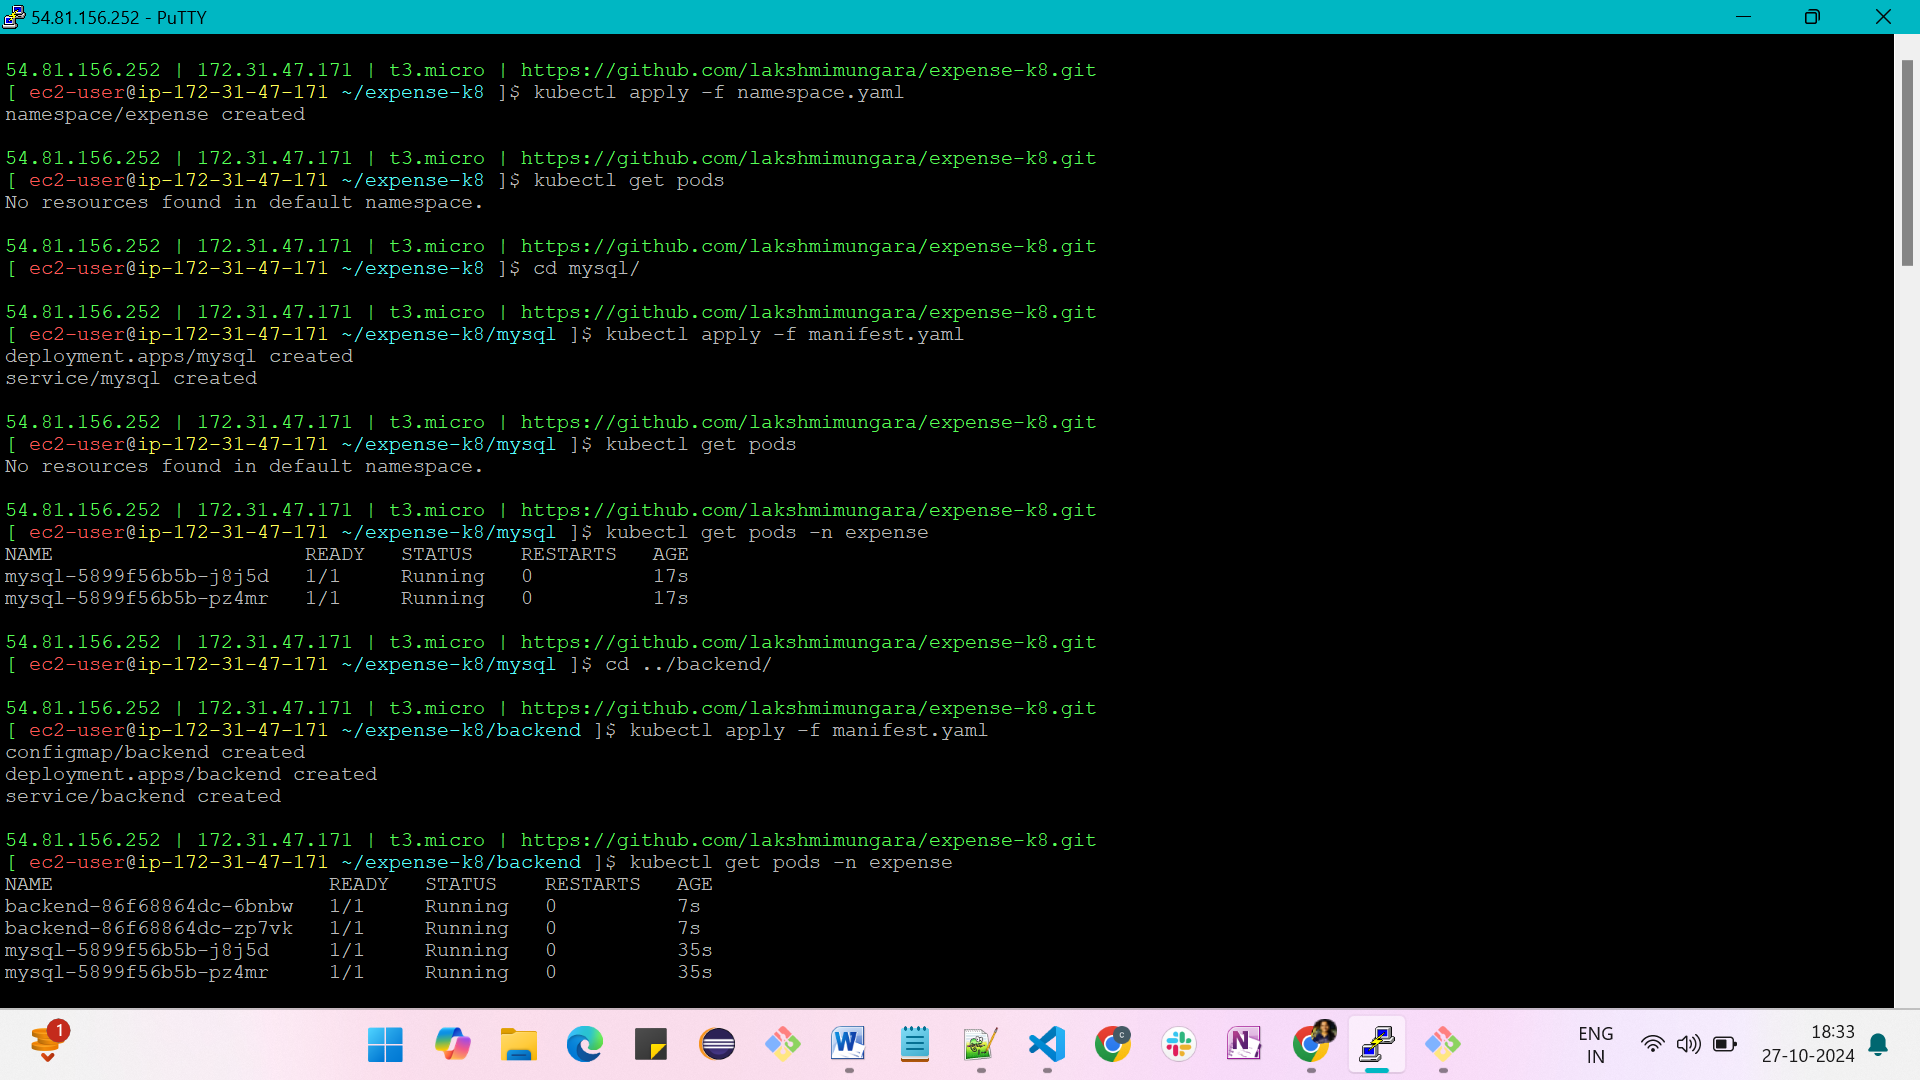 54.81.156.252 - PuTTY
54.81.156.252 | 172.31.47.171 | t3.micro | https://github.com/lakshmimungara/expense-k8.git
[ ec2-user@ip-172-31-47-171 ~/expense-k8 ]$ kubectl apply -f namespace.yaml
namespace/expense created
54.81.156.252 | 172.31.47.171 | t3.micro | https://github.com/lakshmimungara/expense-k8.git
[ ec2-user@ip-172-31-47-171 ~/expense-k8 ]$ kubectl get pods
No resources found in default namespace.
54.81.156.252 | 172.31.47.171 | t3.micro | https://github.com/lakshmimungara/expense-k8.git
[ ec2-user@ip-172-31-47-171 ~/expense-k8 ]$ cd mysql/
54.81.156.252 | 172.31.47.171 | t3.micro | https://github.com/lakshmimungara/expense-k8.git
[ ec2-user@ip-172-31-47-171 ~/expense-k8/mysql ]$ kubectl apply -f manifest.yaml
deployment.apps/mysql created
service/mysql created
54.81.156.252 | 172.31.47.171 | t3.micro | https://github.com/lakshmimungara/expense-k8.git
[ ec2-user@ip-172-31-47-171 ~/expense-k8/mysql ]$ kubectl get pods
No resources found in default namespace.
54.81.156.252 | 172.31.47.171 | t3.micro | https://github.com/lakshmimungara/expense-k8.git
[ ec2-user@ip-172-31-47-171 ~/expense-k8/mysql ]$ kubectl get pods -n expense
NAME READY STATUS RESTARTS AGE
mysql-5899f56b5b-j8j5d 1/1 Running 0 17s
mysql-5899f56b5b-pz4mr 1/1 Running 0 17s
54.81.156.252 | 172.31.47.171 | t3.micro | https://github.com/lakshmimungara/expense-k8.git
[ ec2-user@ip-172-31-47-171 ~/expense-k8/mysql ]$ cd ../backend/
54.81.156.252 | 172.31.47.171 | t3.micro | https://github.com/lakshmimungara/expense-k8.git
[ ec2-user@ip-172-31-47-171 ~/expense-k8/backend ]$ kubectl apply -f manifest.yaml
configmap/backend created
deployment.apps/backend created
service/backend created
54.81.156.252 | 172.31.47.171 | t3.micro | https://github.com/lakshmimungara/expense-k8.git
[ ec2-user@ip-172-31-47-171 ~/expense-k8/backend ]$ kubectl get pods -n expense
NAME READY STATUS RESTARTS AGE
backend-86f68864dc-6bnbw 1/1 Running 0 7s
backend-86f68864dc-zp7vk 1/1 Running 0 7s
mysql-5899f56b5b-j8j5d 1/1 Running 0 35s
mysql-5899f56b5b-pz4mr 1/1 Running 0 35s
1
W
N
C
ENG
IN
18:33
27-10-2024